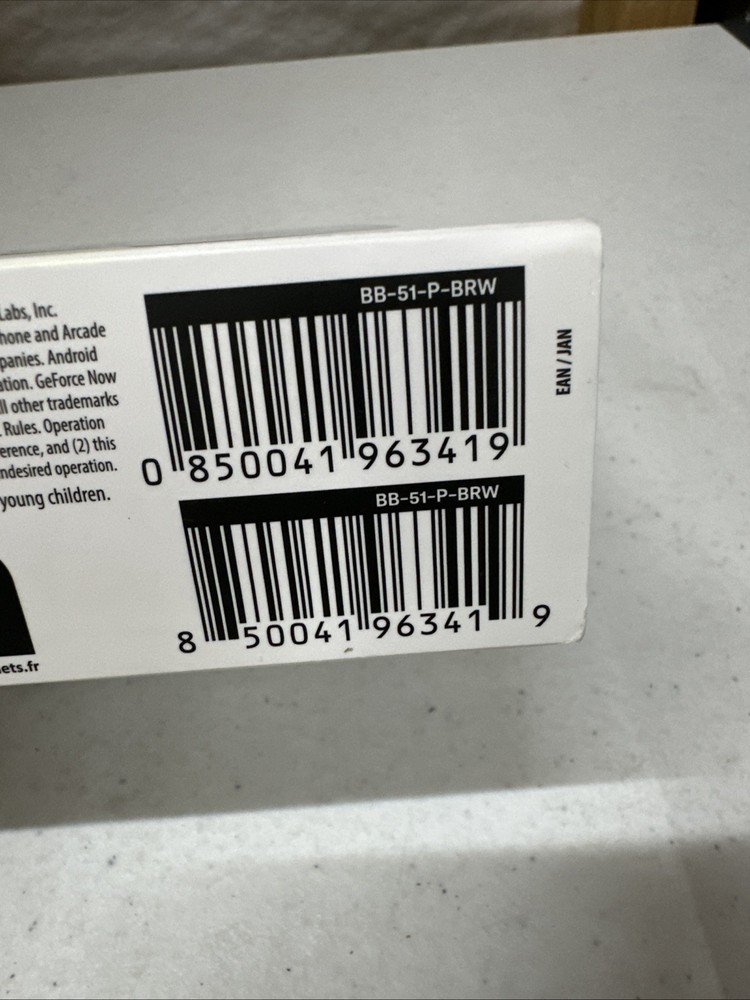 Labs, Inc.
hone and Arcade
panies. Android
ation. GeForce Now
ll other trademarks
Rules. Operation
erence, and (2) this
ndesired operation.
young children.
ets.fr
BB-51-P-BRW
0 850041 963419
EAN / JAN
BB-51-P-BRW
8 50041 96341 9